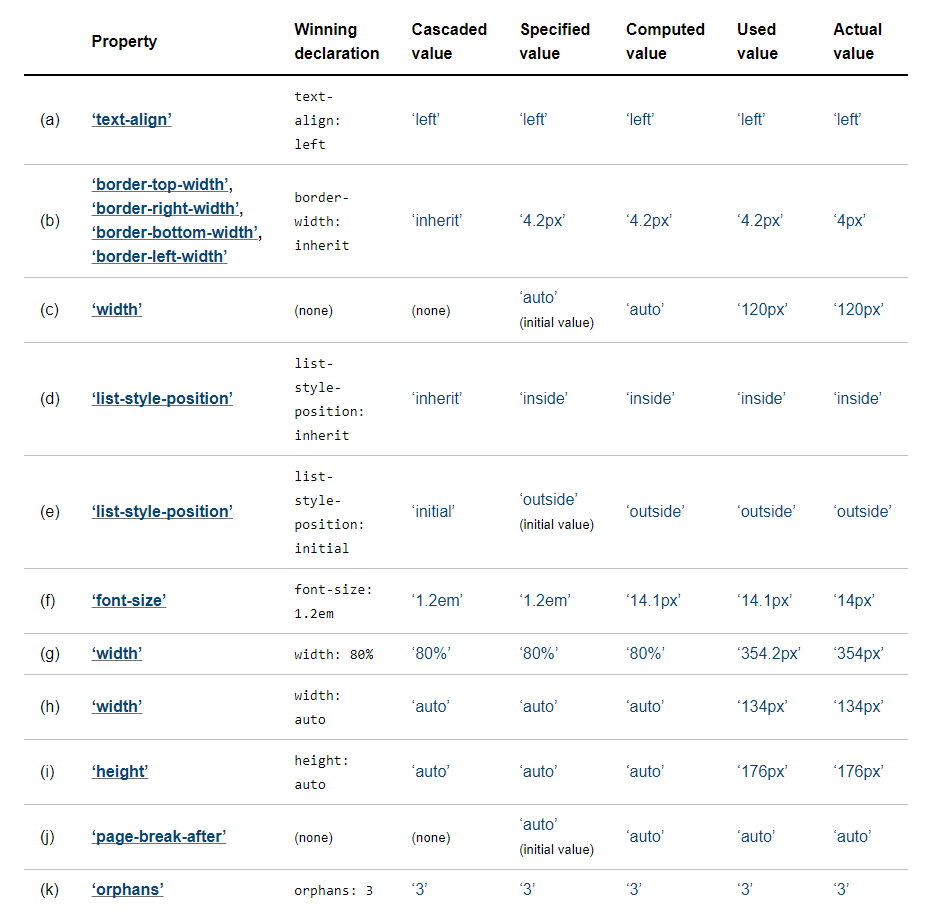 Property Winning declaration Cascaded value Specified value Computed value Used value Actual value
(a) ‘text-align’ text-align: left ‘left’ ‘left’ ‘left’ ‘left’ ‘left’
(b) ‘border-top-width’, ‘border-right-width’, ‘border-bottom-width’, ‘border-left-width’ border-width: inherit ‘inherit’ ‘4.2px’ ‘4.2px’ ‘4.2px’ ‘4px’
(c) ‘width’ (none) (none) ‘auto’ (initial value) ‘auto’ ‘120px’ ‘120px’
(d) ‘list-style-position’ list-style-position: inherit ‘inherit’ ‘inside’ ‘inside’ ‘inside’ ‘inside’
(e) ‘list-style-position’ list-style-position: initial ‘initial’ ‘outside’ (initial value) ‘outside’ ‘outside’ ‘outside’
(f) ‘font-size’ font-size: 1.2em ‘1.2em’ ‘1.2em’ ‘14.1px’ ‘14.1px’ ‘14px’
(g) ‘width’ width: 80% ‘80%’ ‘80%’ ‘80%’ ‘354.2px’ ‘354px’
(h) ‘width’ width: auto ‘auto’ ‘auto’ ‘auto’ ‘134px’ ‘134px’
(i) ‘height’ height: auto ‘auto’ ‘auto’ ‘auto’ ‘176px’ ‘176px’
(j) ‘page-break-after’ (none) (none) ‘auto’ (initial value) ‘auto’ ‘auto’ ‘auto’
(k) ‘orphans’ orphans: 3 ‘3’ ‘3’ ‘3’ ‘3’ ‘3’